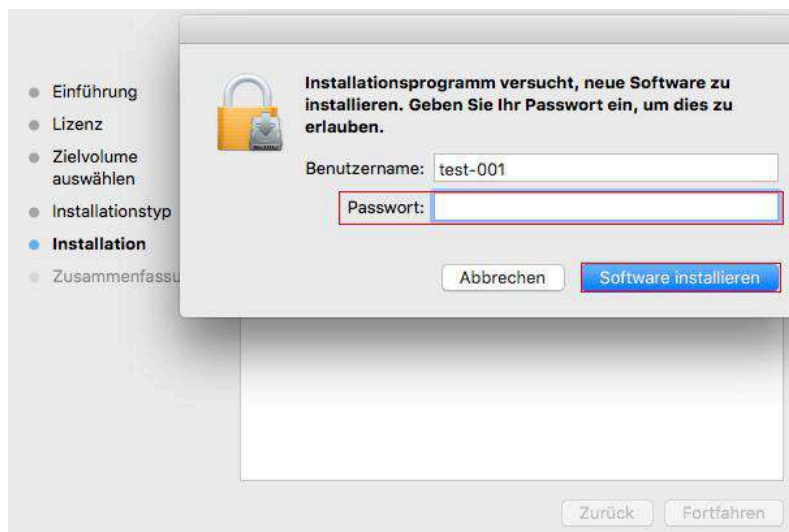 Einführung
Lizenz
Zielvolume
auswählen
Installationstyp
Installation
Zusammenfassu
Installationsprogramm versucht, neue Software zu
installieren. Geben Sie Ihr Passwort ein, um dies zu
erlauben.
Benutzername: test-001
Passwort:
Abbrechen Software installieren
Zurück Fortfahren